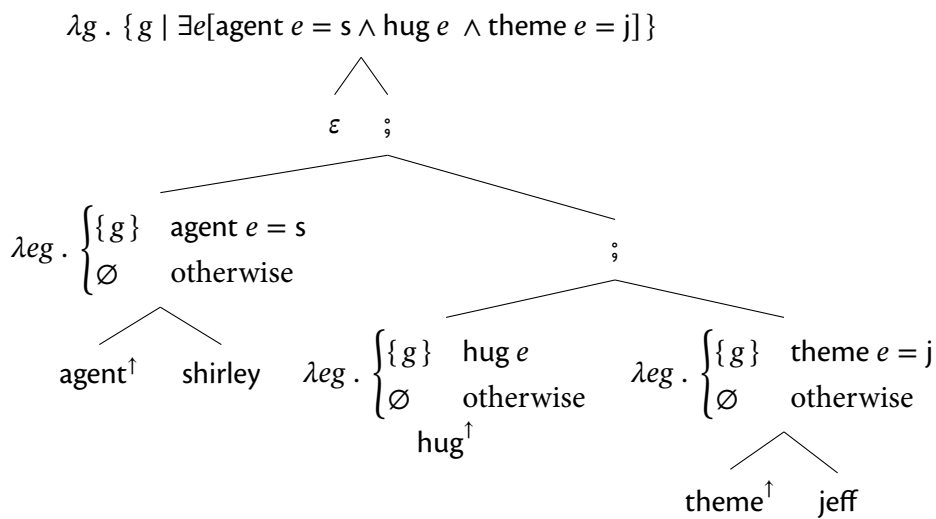 λg . { g | ∃e[agent e = s ∧ hug e ∧ theme e = j] }
ε ⨟
λeg . { {g} agent e = s
∅ otherwise
⨟
agent↑ shirley
λeg . { {g} hug e
∅ otherwise
hug↑
λeg . { {g} theme e = j
∅ otherwise
theme↑ jeff